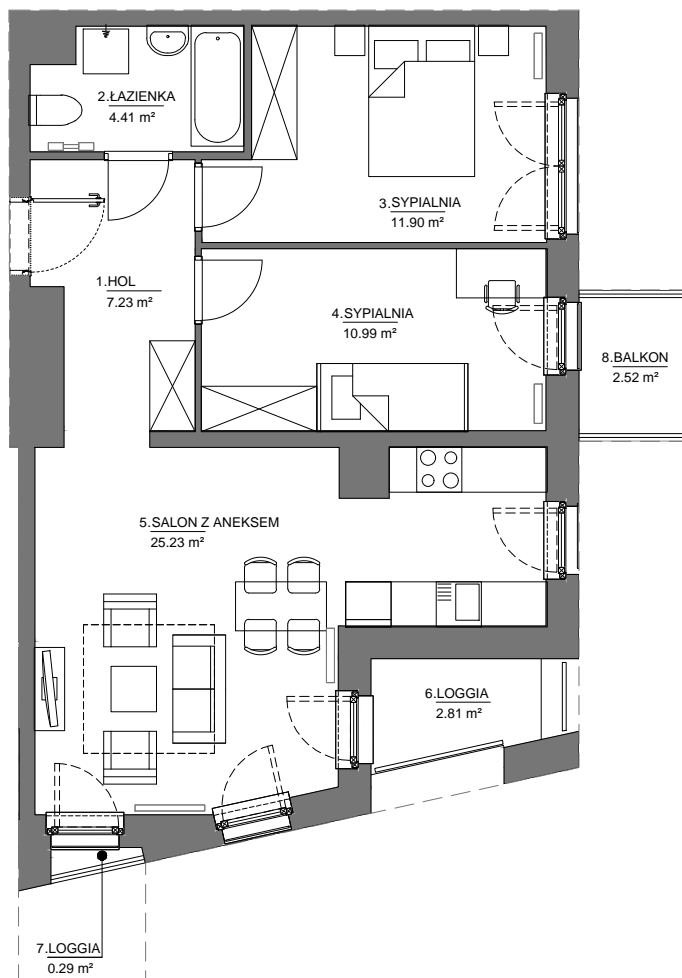 2.ŁAZIENKA
4.41 m²
3.SYPIALNIA
11.90 m²
1.HOL
7.23 m²
4.SYPIALNIA
10.99 m²
8.BALKON
2.52 m²
5.SALON Z ANEKSEM
25.23 m²
6.LOGGIA
2.81 m²
7.LOGGIA
0.29 m²